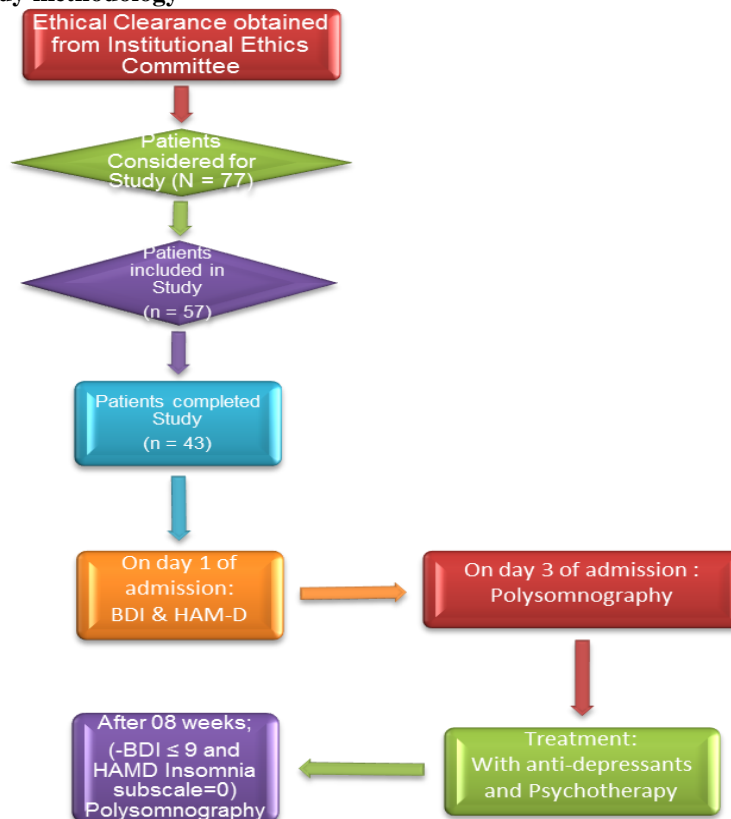 dy methodology
Ethical Clearance obtained
from Institutional Ethics
Committee
Patients
Considered for
Study (N = 77)
Patients
included in
Study
(n = 57)
Patients completed
Study
(n = 43)
On day 1 of
admission:
BDI & HAM-D
On day 3 of admission :
Polysomnography
Treatment:
With anti-depressants
and Psychotherapy
After 08 weeks;
(-BDI ≤ 9 and
HAMD Insomnia
subscale=0)
Polysomnography